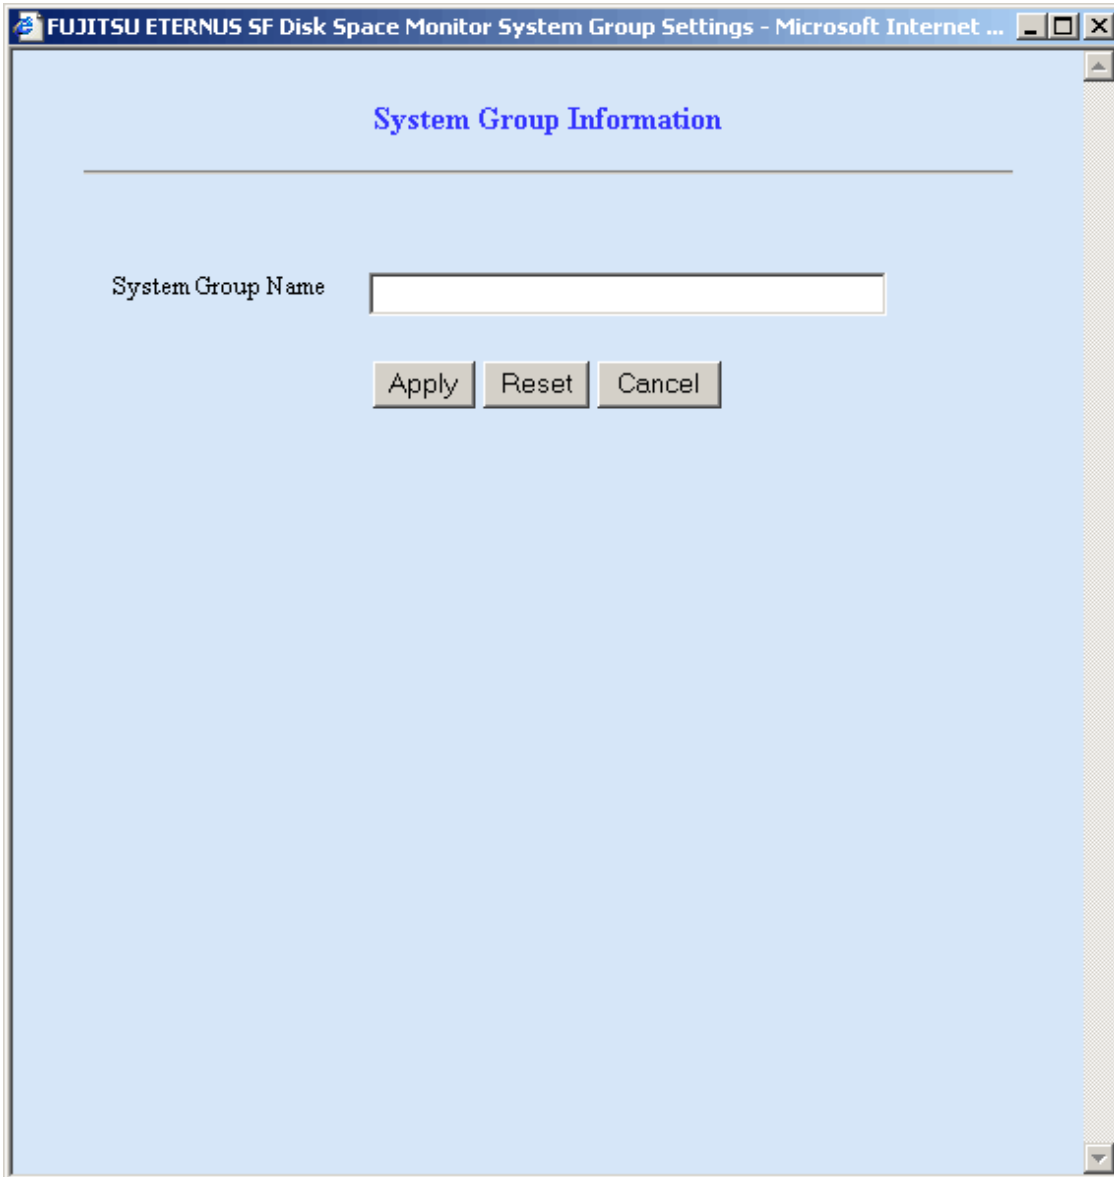 FUJITSU ETERNUS SF Disk Space Monitor System Group Settings - Microsoft Internet ...
System Group Information
System Group Name
Apply Reset Cancel